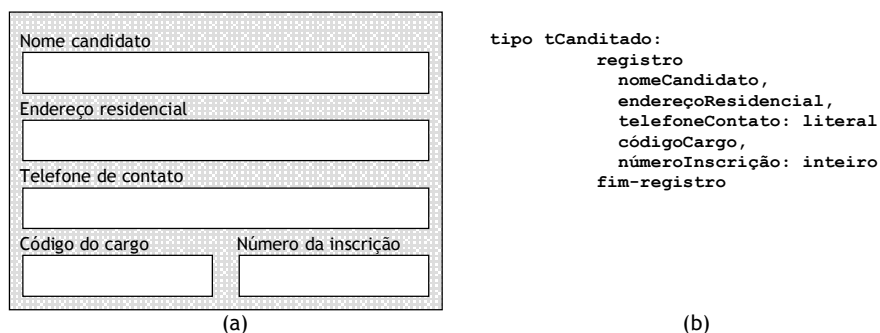 Nome candidato
Endereço residencial
Telefone de contato
Código do cargo
Número da inscrição
(a)
tipo tCanditado:
registro
nomeCandidato,
endereçoResidencial,
telefoneContato: literal
códigoCargo,
númeroInscrição: inteiro
fim-registro
(b)